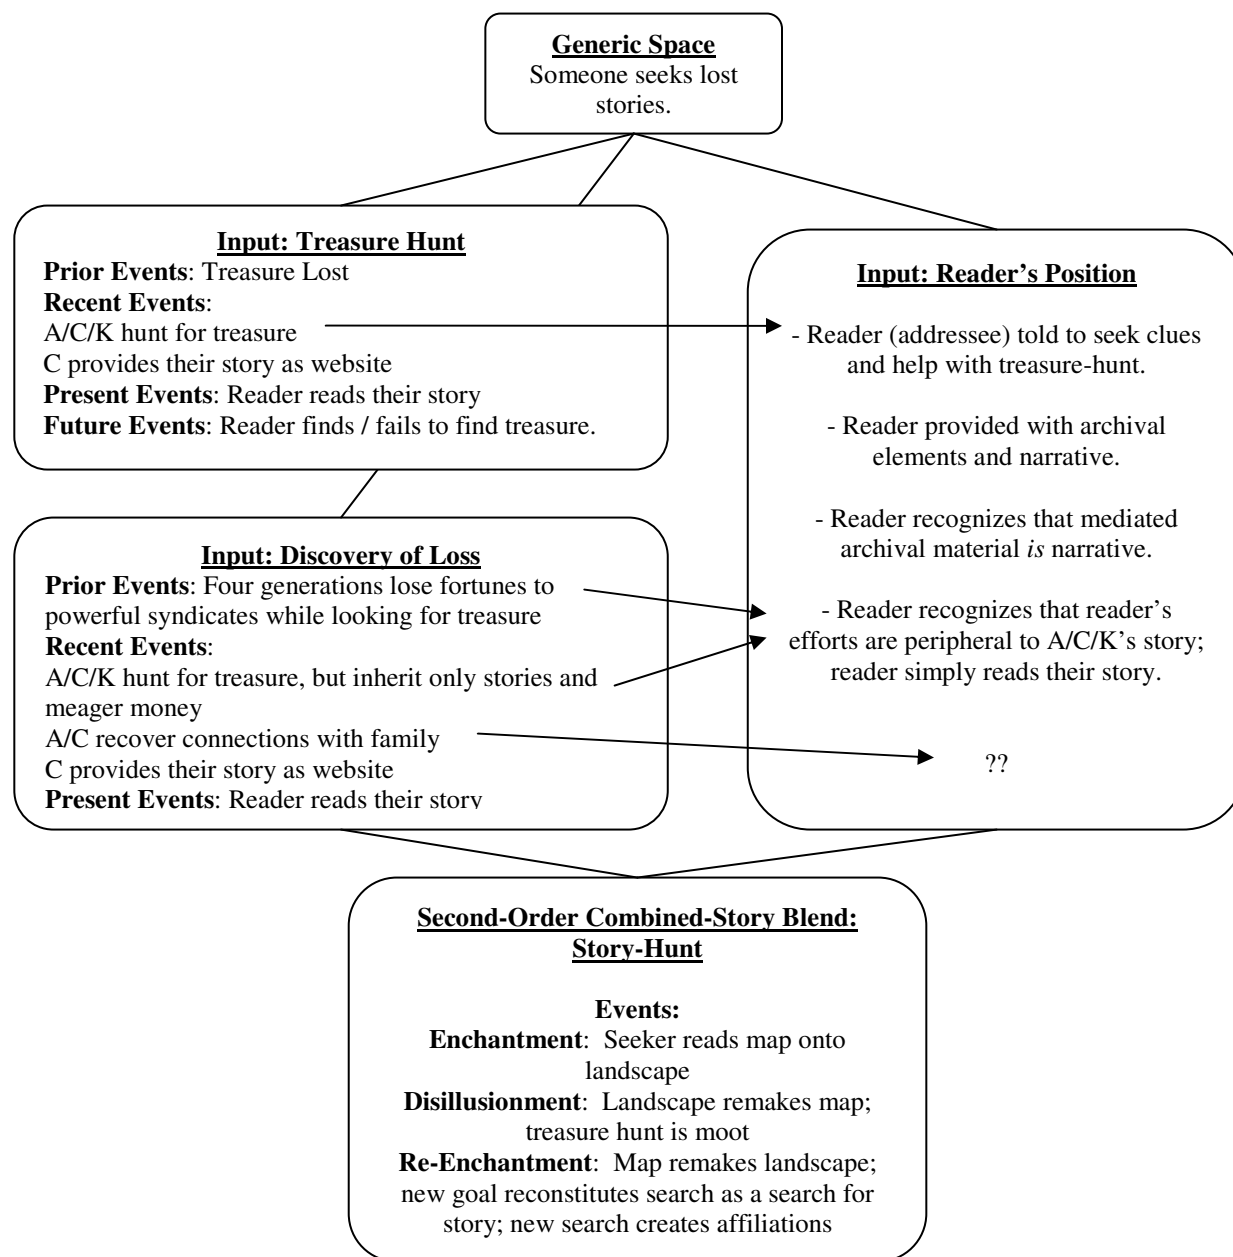 Generic Space
Someone seeks lost
stories.
Input: Treasure Hunt
Prior Events: Treasure Lost
Recent Events:
A/C/K hunt for treasure
C provides their story as website
Present Events: Reader reads their story
Future Events: Reader finds / fails to find treasure.
Input: Discovery of Loss
Prior Events: Four generations lose fortunes to
powerful syndicates while looking for treasure
Recent Events:
A/C/K hunt for treasure, but inherit only stories and
meager money
A/C recover connections with family
C provides their story as website
Present Events: Reader reads their story
Input: Reader’s Position
- Reader (addressee) told to seek clues
and help with treasure-hunt.
- Reader provided with archival
elements and narrative.
- Reader recognizes that mediated
archival material is narrative.
- Reader recognizes that reader’s
efforts are peripheral to A/C/K’s story;
reader simply reads their story.
??
Second-Order Combined-Story Blend:
Story-Hunt
Events:
Enchantment:  Seeker reads map onto
landscape
Disillusionment:  Landscape remakes map;
treasure hunt is moot
Re-Enchantment:  Map remakes landscape;
new goal reconstitutes search as a search for
story; new search creates affiliations